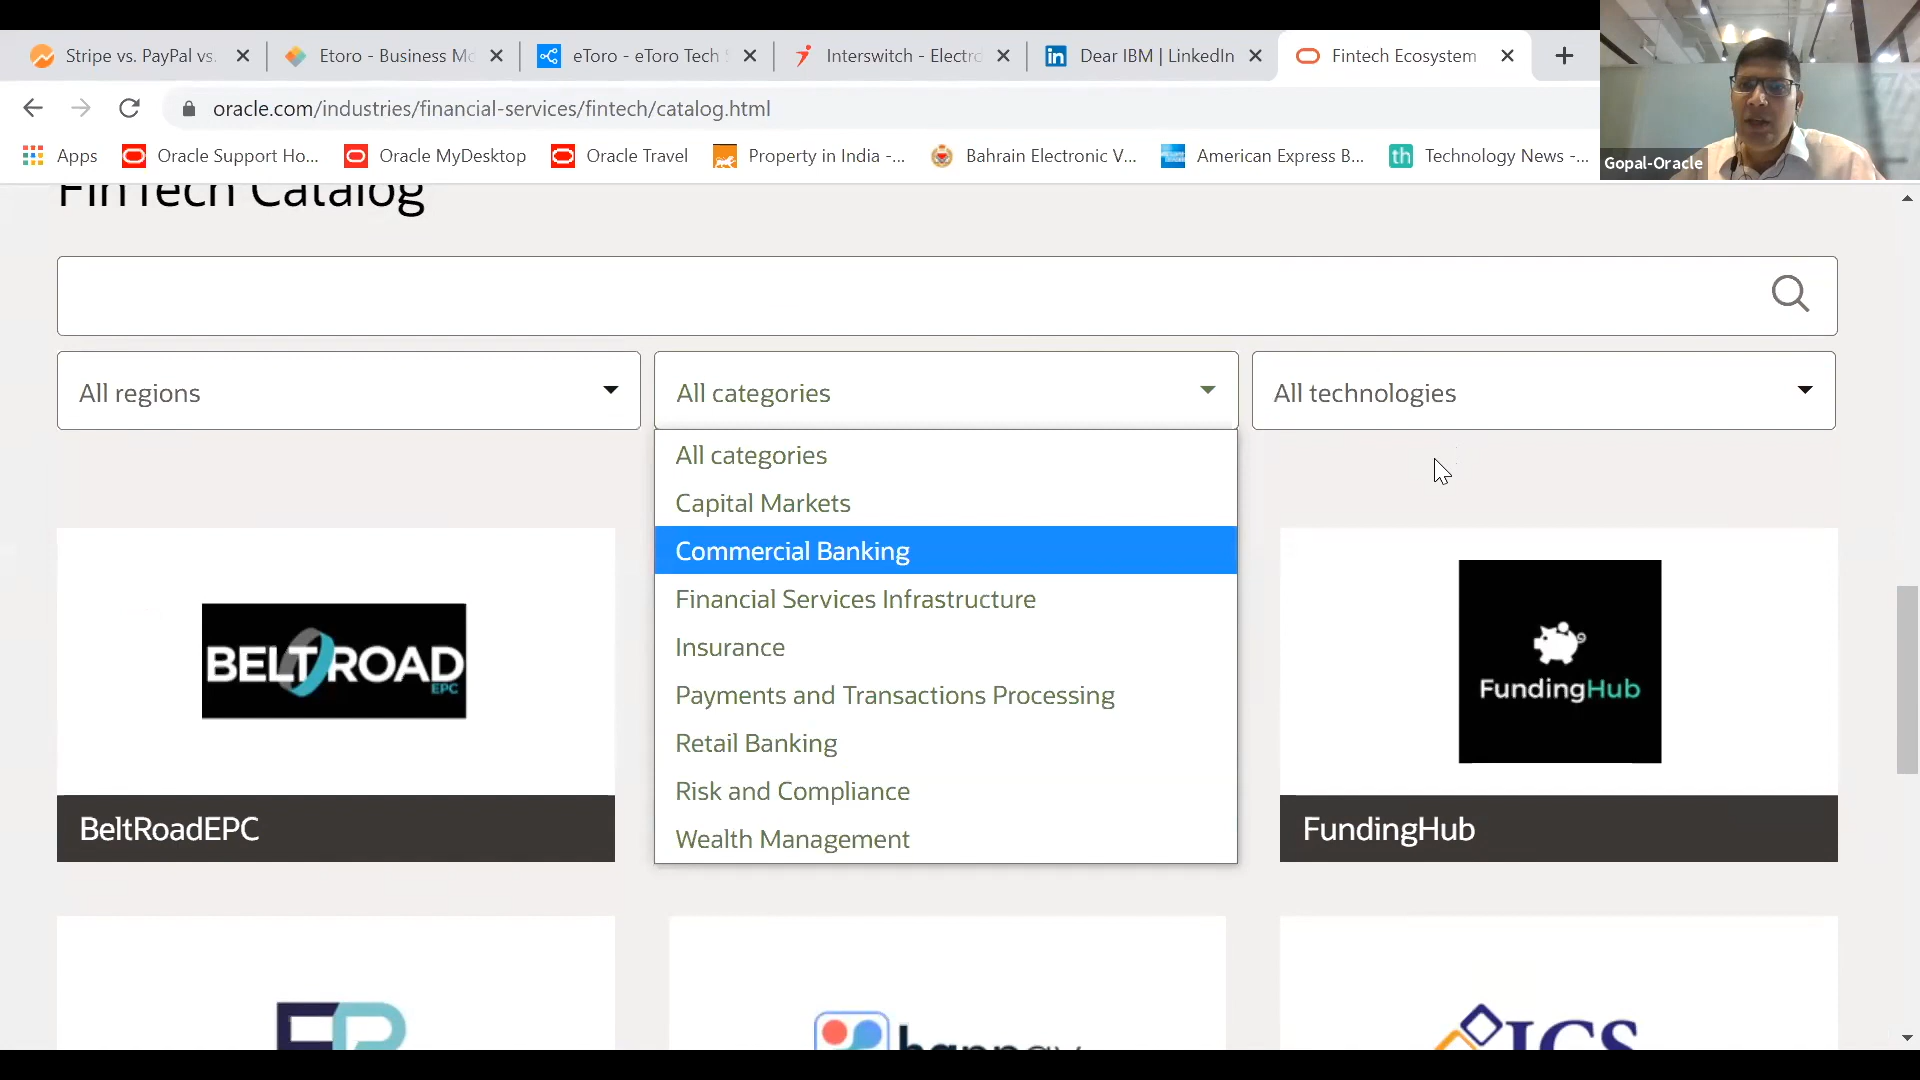 Stripe vs. PayPal vs.
Etoro - Business Mo
eToro - eToro Tech
Interswitch - Electro
Dear IBM | LinkedIn
Fintech Ecosystem
oracle.com/industries/financial-services/fintech/catalog.html
Apps
Oracle Support Ho...
Oracle MyDesktop
Oracle Travel
Property in India -...
Bahrain Electronic V...
American Express B...
th
Technology News -...
Gopal-Oracle
FinTech Catalog
All regions
All categories
All technologies
All categories
Capital Markets
Commercial Banking
Financial Services Infrastructure
Insurance
Payments and Transactions Processing
Retail Banking
Risk and Compliance
Wealth Management
BELTROAD
EPC
FundingHub
BeltRoadEPC
FundingHub
ICS